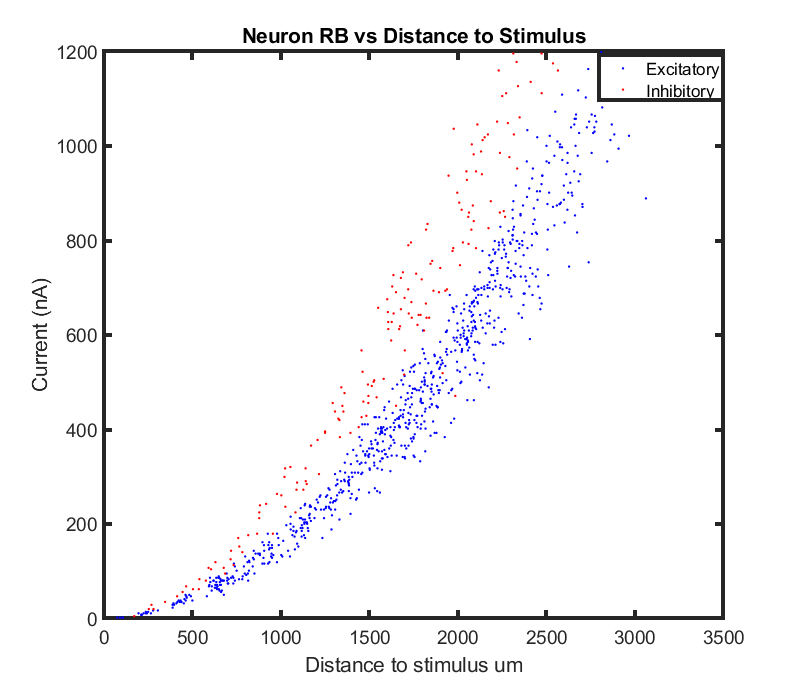 Neuron RB vs Distance to Stimulus
Excitatory
Inhibitory
1200
1000
800
600
400
200
0
Current (nA)
0 500 1000 1500 2000 2500 3000 3500
Distance to stimulus um